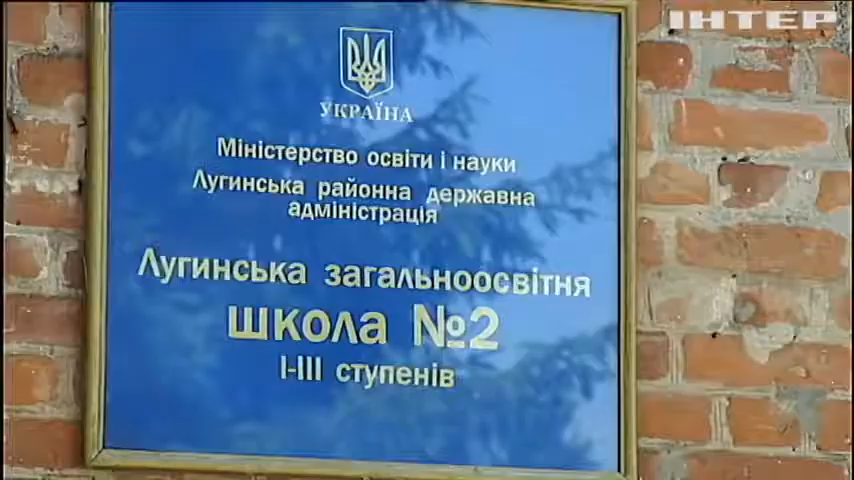 ІНТЕР
УКРАЇНА
Міністерство освіти і науки
Лугинська районна державна
адміністрація
Лугинська загальноосвітня
школа №2
І-ІІІ ступенів